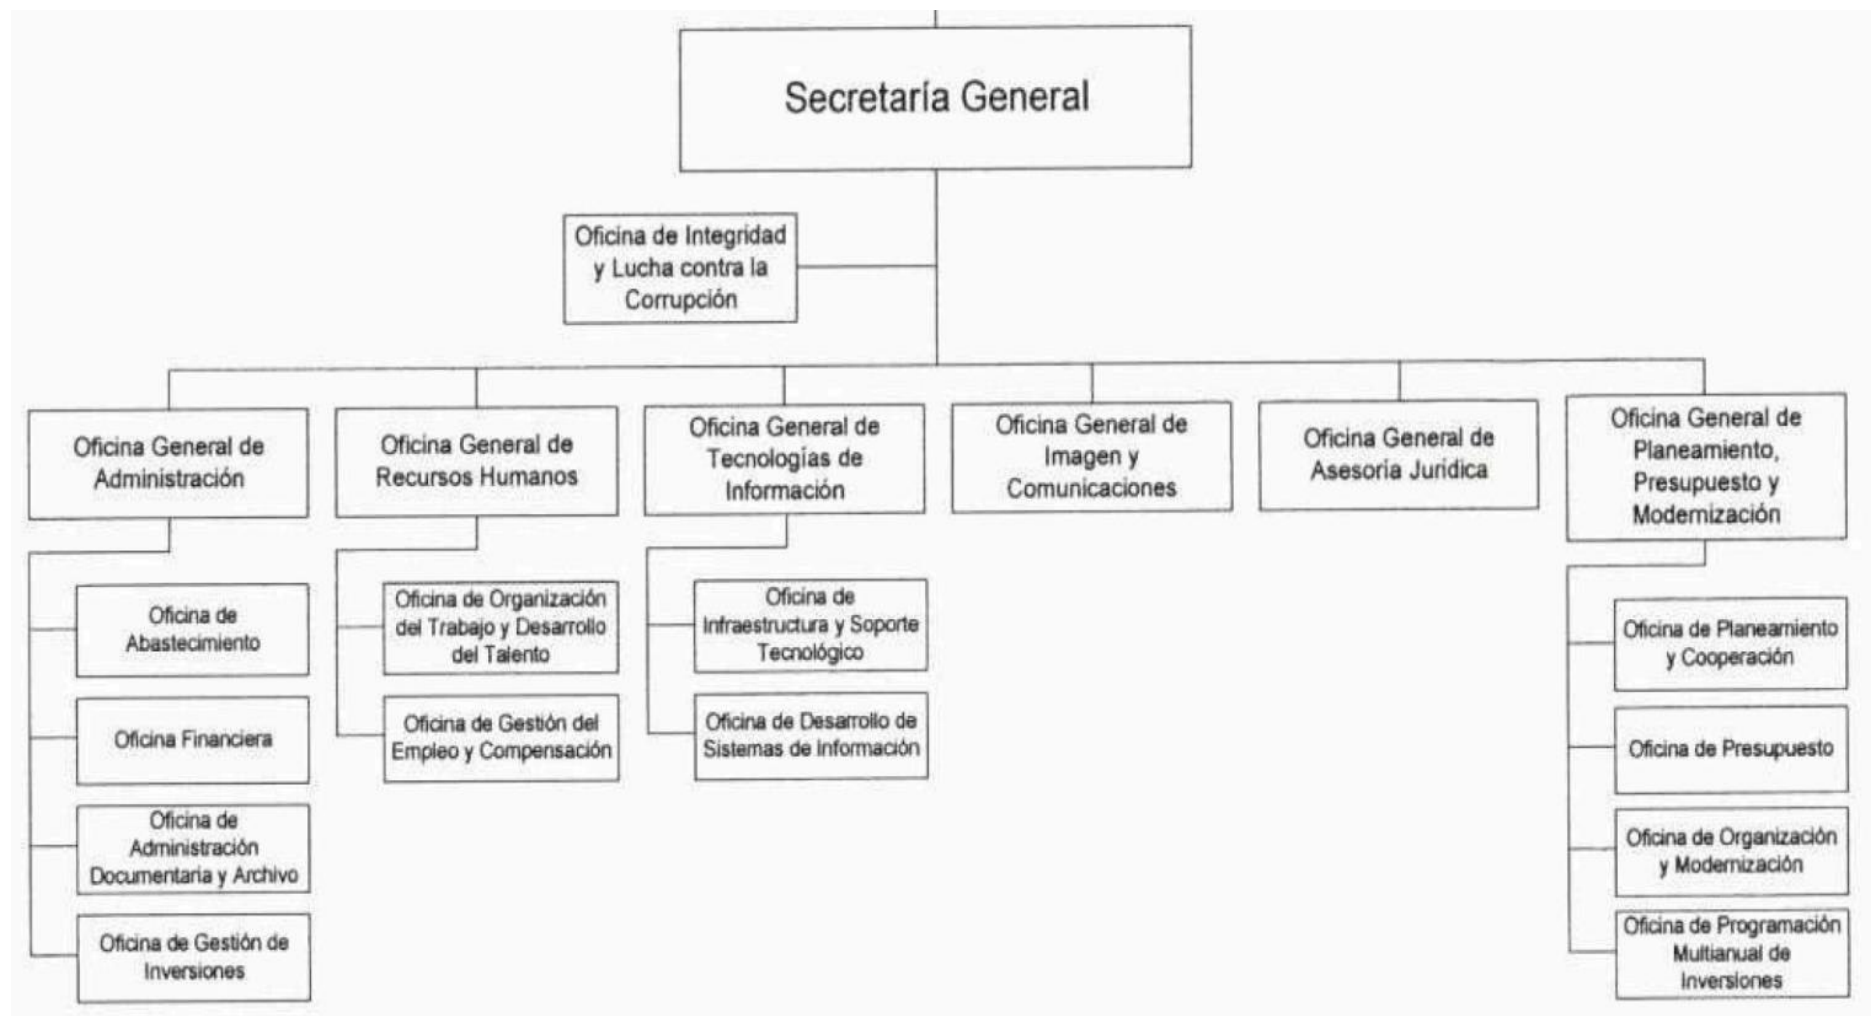 Secretaría General
Oficina de Integridad
y Lucha contra la
Corrupción
Oficina General de
Administración
Oficina General de
Recursos Humanos
Oficina General de
Tecnologías de
Información
Oficina General de
Imagen y
Comunicaciones
Oficina General de
Asesoría Jurídica
Oficina General de
Planeamiento,
Presupuesto y
Modernización
Oficina de
Abastecimiento
Oficina Financiera
Oficina de
Administración
Documentaria y Archivo
Oficina de Gestión de
Inversiones
Oficina de Organización
del Trabajo y Desarrollo
del Talento
Oficina de Gestión del
Empleo y Compensación
Oficina de
Infraestructura y Soporte
Tecnológico
Oficina de Desarrollo de
Sistemas de Información
Oficina de Planeamiento
y Cooperación
Oficina de Presupuesto
Oficina de Organización
y Modernización
Oficina de Programación
Multianual de
Inversiones